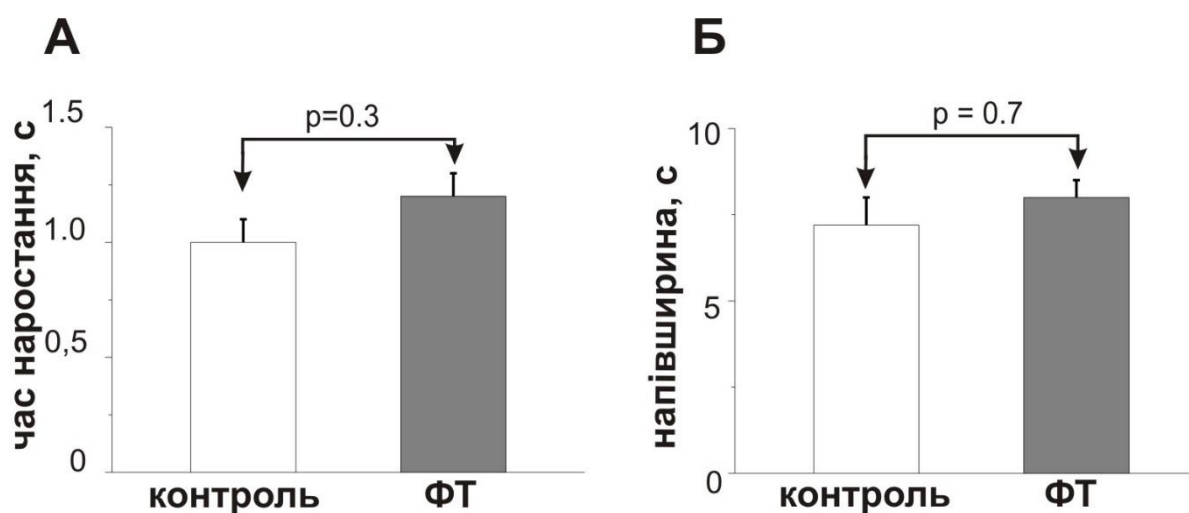 А
час наростання, с
1.5
1.0
0,5
0
p=0.3
контроль
ФТ
Б
напівширина, с
10
5
0
p = 0.7
контроль
ФТ